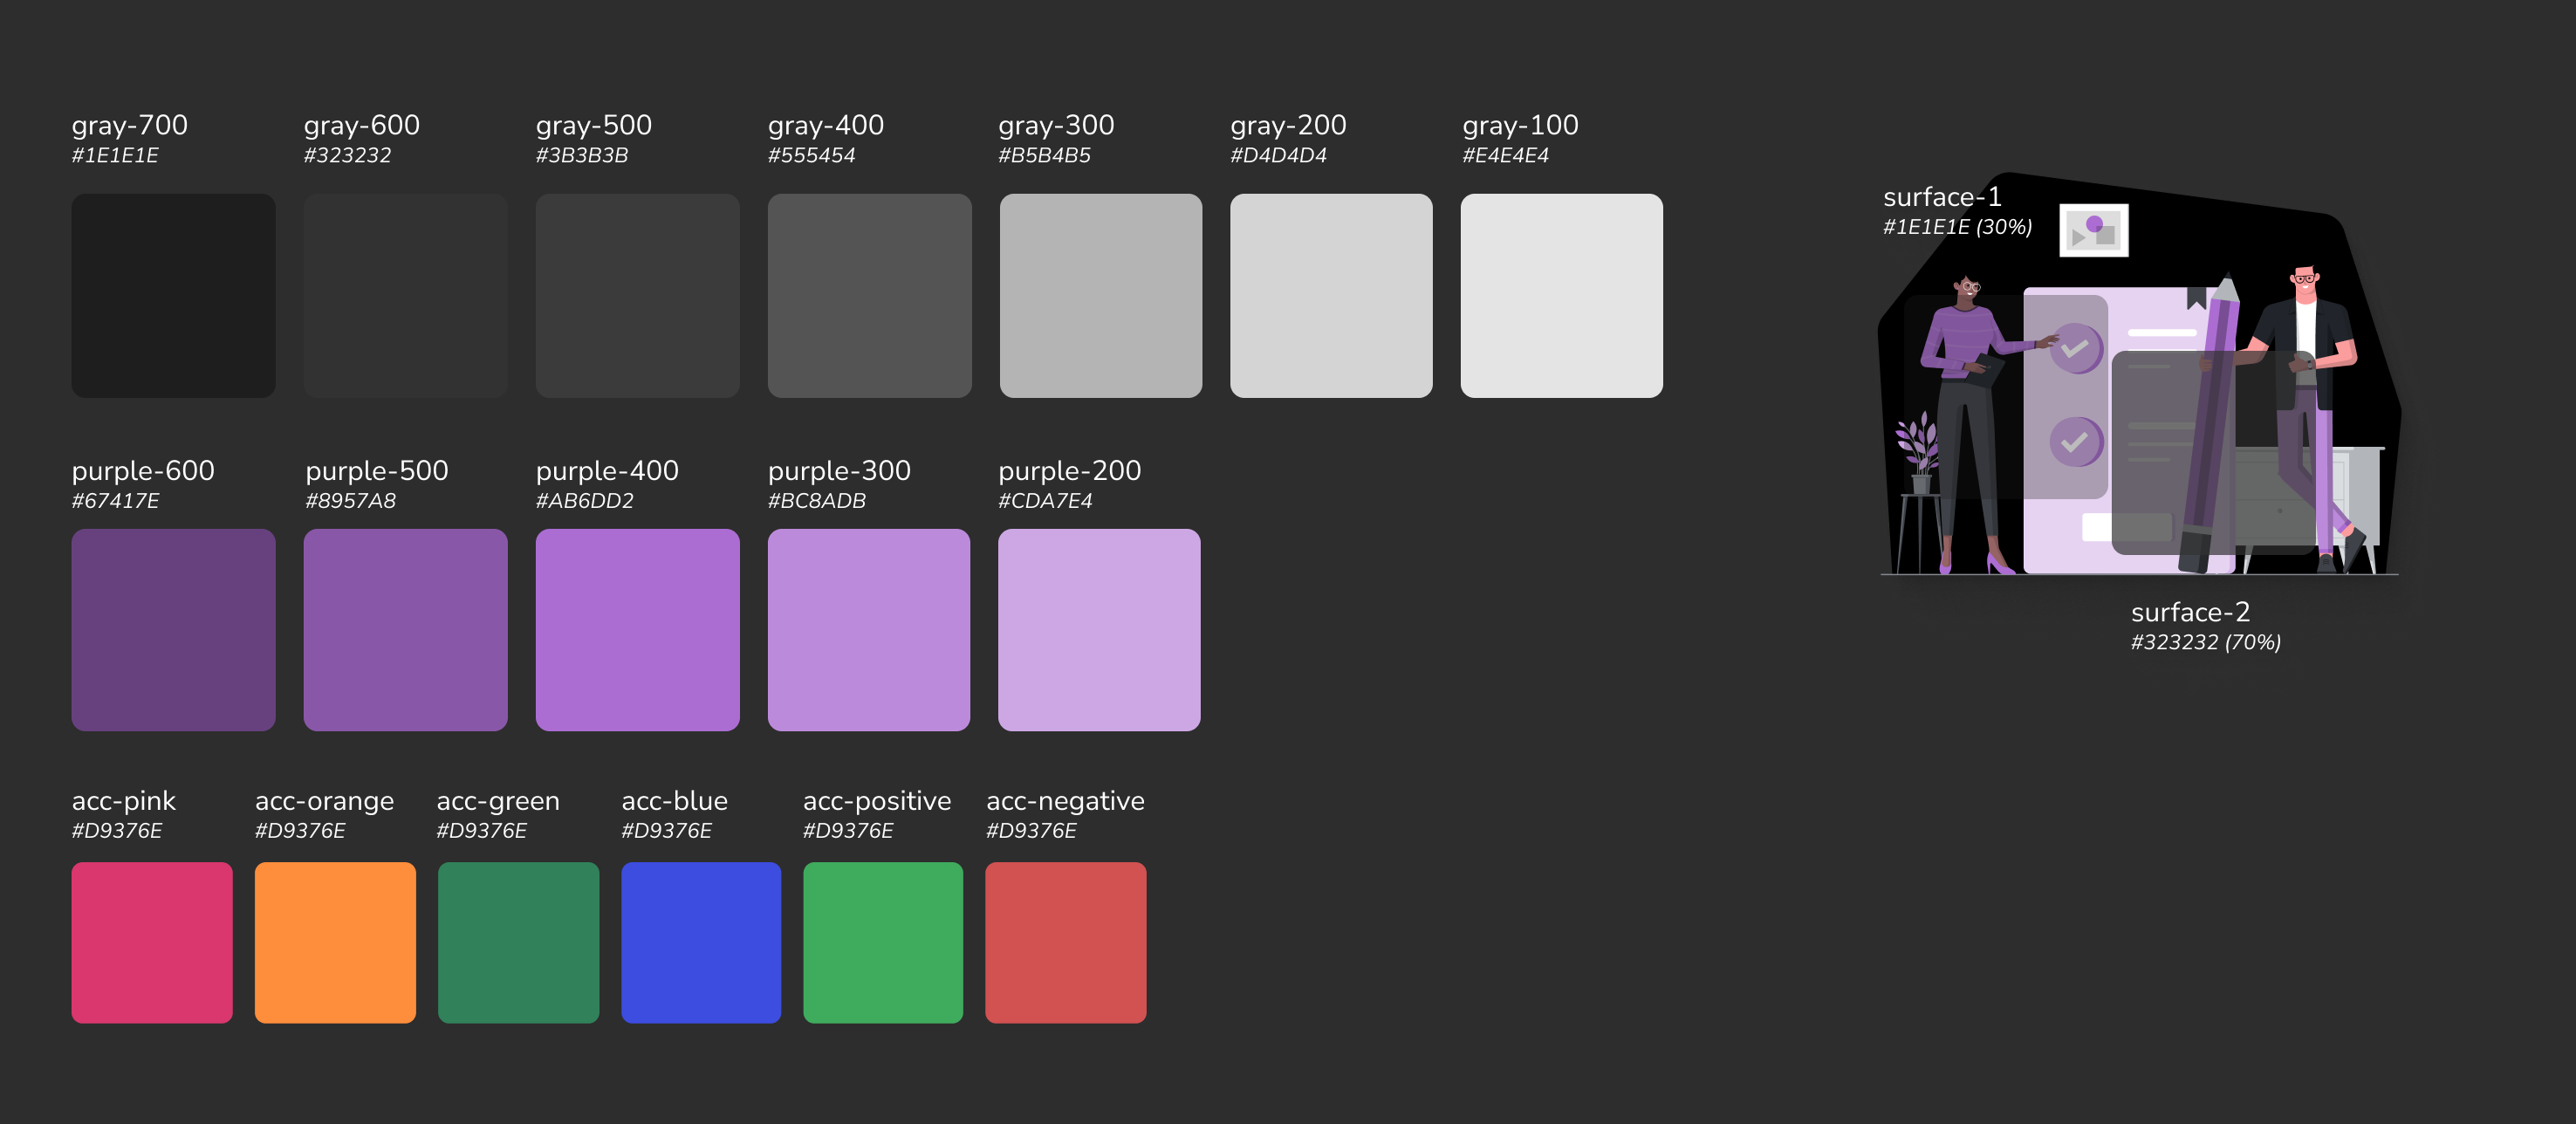 gray-700
#1E1E1E
gray-600
#323232
gray-500
#3B3B3B
gray-400
#555454
gray-300
#B5B4B5
gray-200
#D4D4D4
gray-100
#E4E4E4
surface-1
#1E1E1E (30%)
purple-600
#67417E
purple-500
#8957A8
purple-400
#AB6DD2
purple-300
#BC8ADB
purple-200
#CDA7E4
surface-2
#323232 (70%)
acc-pink
#D9376E
acc-orange
#D9376E
acc-green
#D9376E
acc-blue
#D9376E
acc-positive
#D9376E
acc-negative
#D9376E